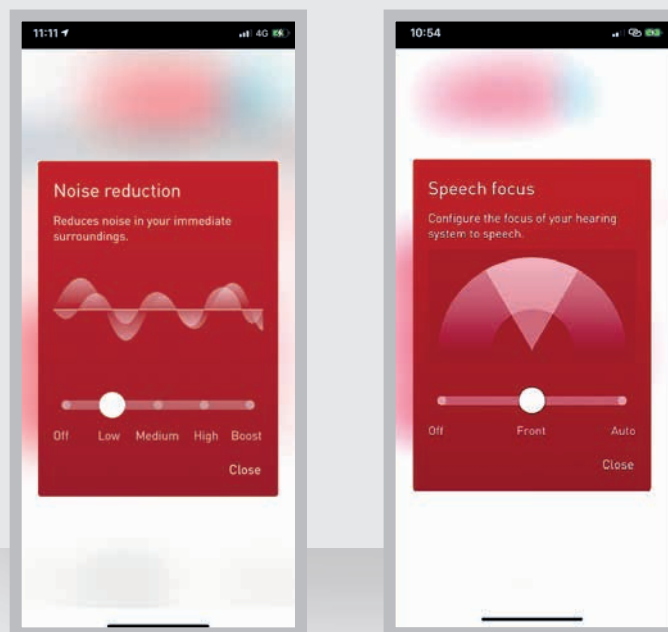 11:11
4G
Noise reduction
Reduces noise in your immediate
surroundings.
Off Low Medium High Boost
Close
10:54
Speech focus
Configure the focus of your hearing
system to speech.
Off Front Auto
Close